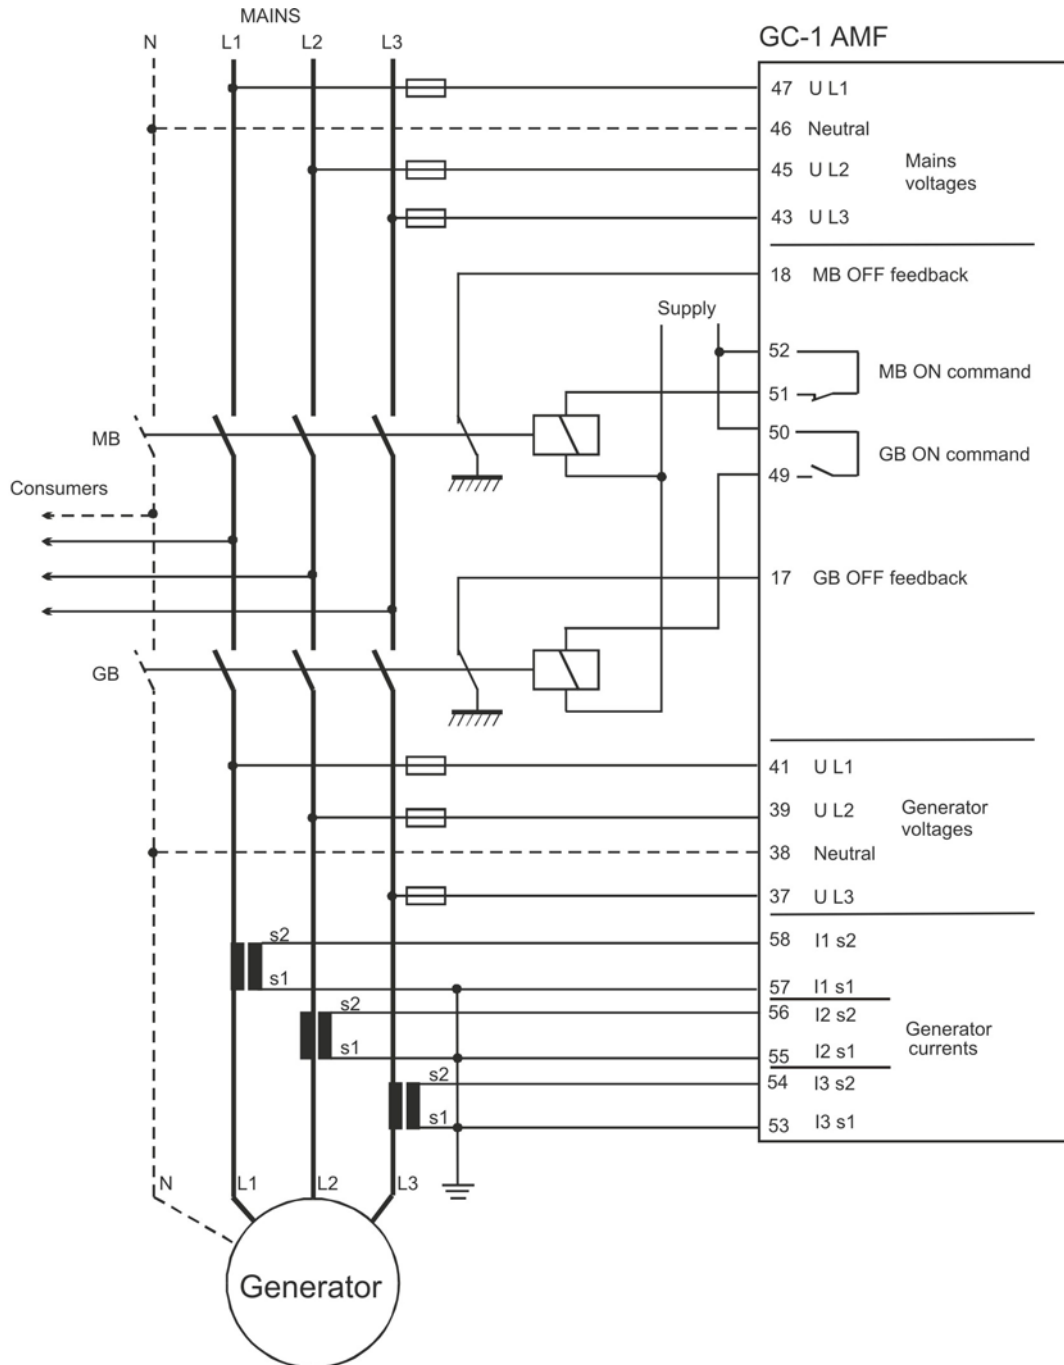 MAINS
N L1 L2 L3
GC-1 AMF
47 U L1
46 Neutral
45 U L2
Mains
voltages
43 U L3
18 MB OFF feedback
Supply
52
MB ON command
51
50
GB ON command
49
MB
Consumers
17 GB OFF feedback
GB
41 U L1
39 U L2
Generator
voltages
38 Neutral
37 U L3
s2
58 I1 s2
s1
57 I1 s1
s2
56 I2 s2
Generator
currents
s1
55 I2 s1
s2
54 I3 s2
s1
53 I3 s1
N L1 L2 L3
Generator